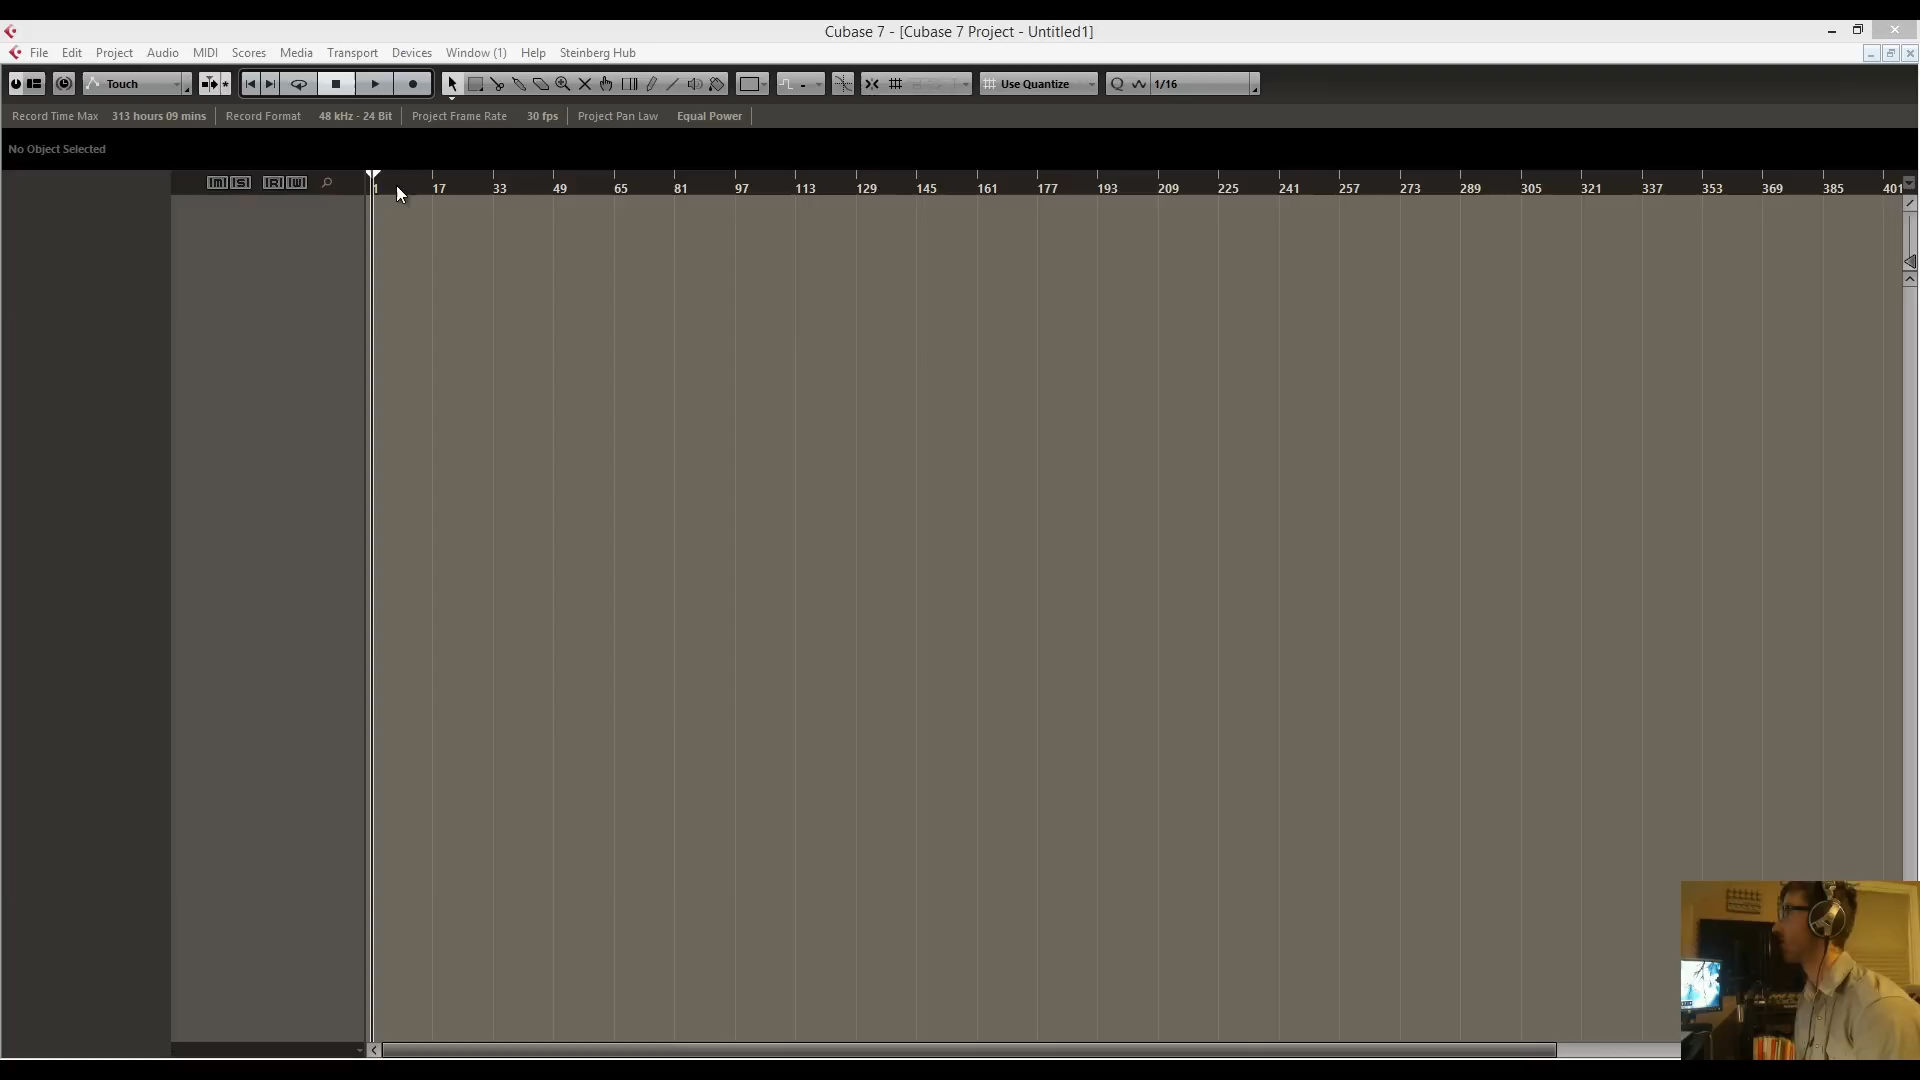 Cubase 7 - [Cubase 7 Project - Untitled1]
File Edit Project Audio MIDI Scores Media Transport Devices Window (1) Help Steinberg Hub
Touch Use Quantize Q 1/16
Record Time Max 313 hours 09 mins Record Format 48 kHz - 24 Bit Project Frame Rate 30 fps Project Pan Law Equal Power
No Object Selected
M S R W
1 17 33 49 65 81 97 113 129 145 161 177 193 209 225 241 257 273 289 305 321 337 353 369 385 401